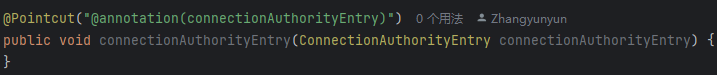 @Pointcut("@annotation(connectionAuthorityEntry)") 0 个用法 Zhangyunyun
public void connectionAuthorityEntry(ConnectionAuthorityEntry connectionAuthorityEntry) {
}